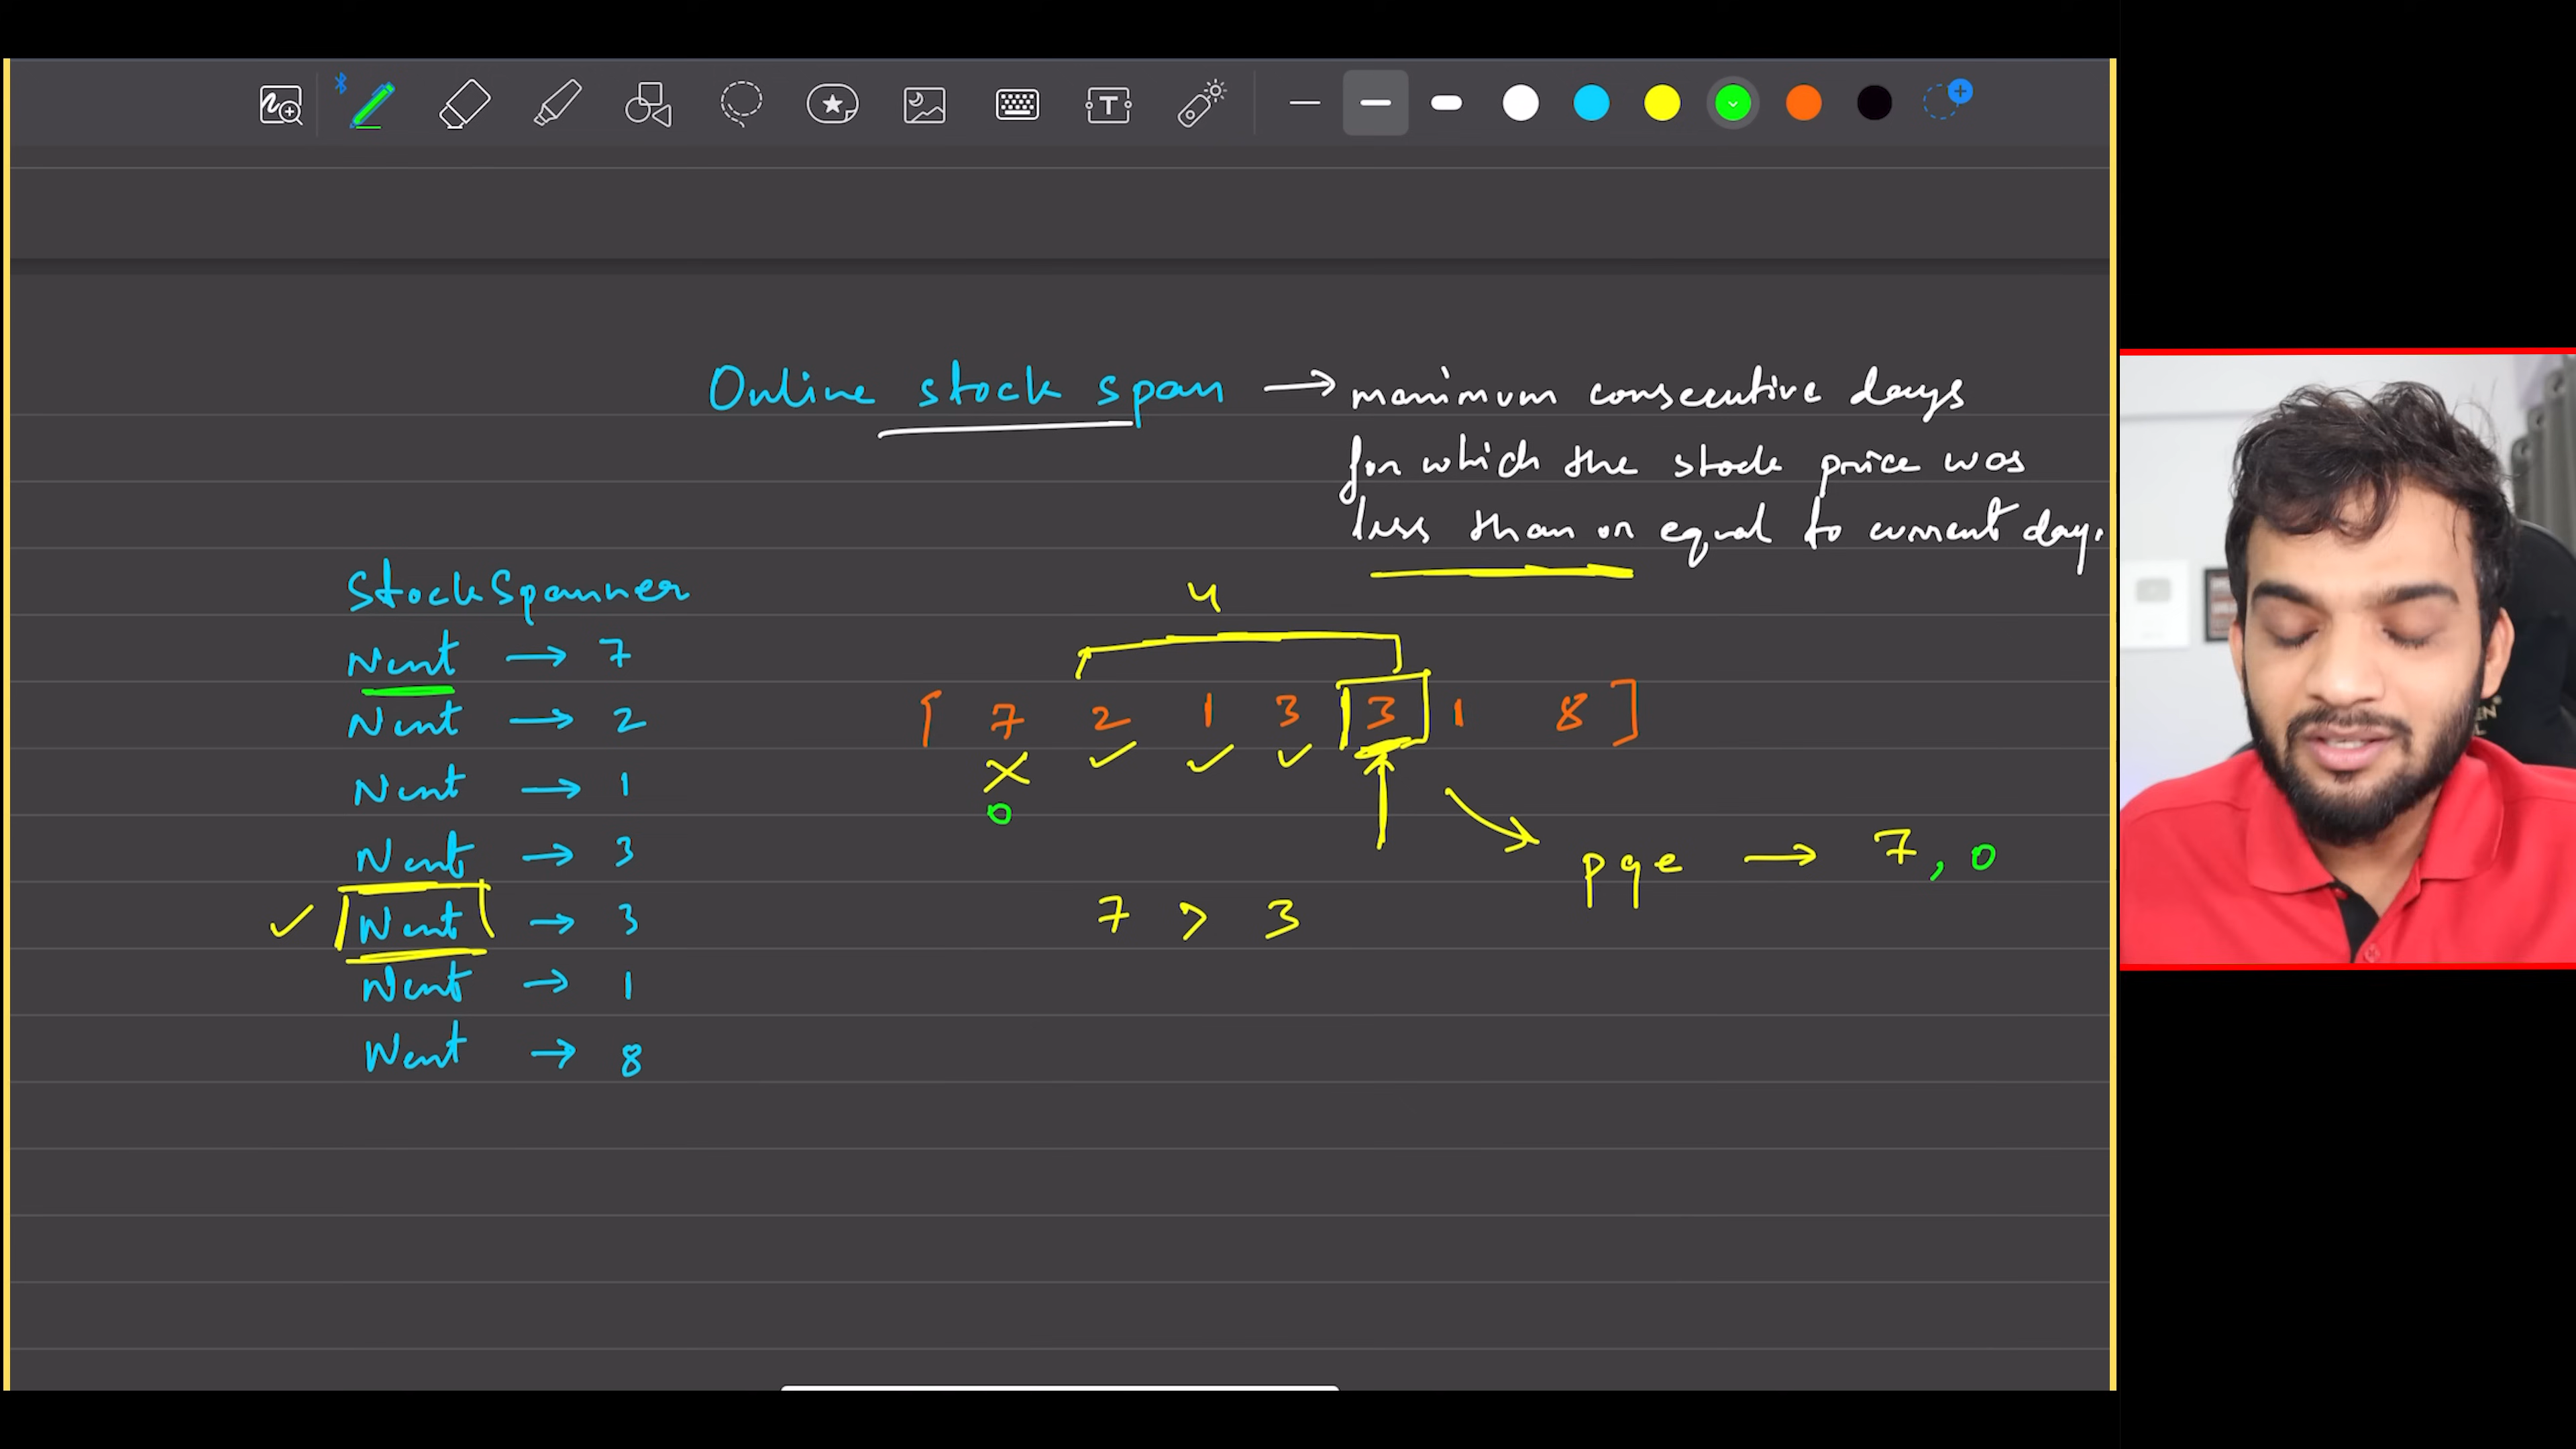 Online stock span → maximum consecutive days
for which the stock price was
less than or equal to current day.
StockSpanner
Next → 7
Next → 2
Next → 1
Next → 3
Next → 3
Next → 1
Next → 8
4
[ 7 2 1 3 3 1 8 ]
0
pge → 7, 0
7 > 3